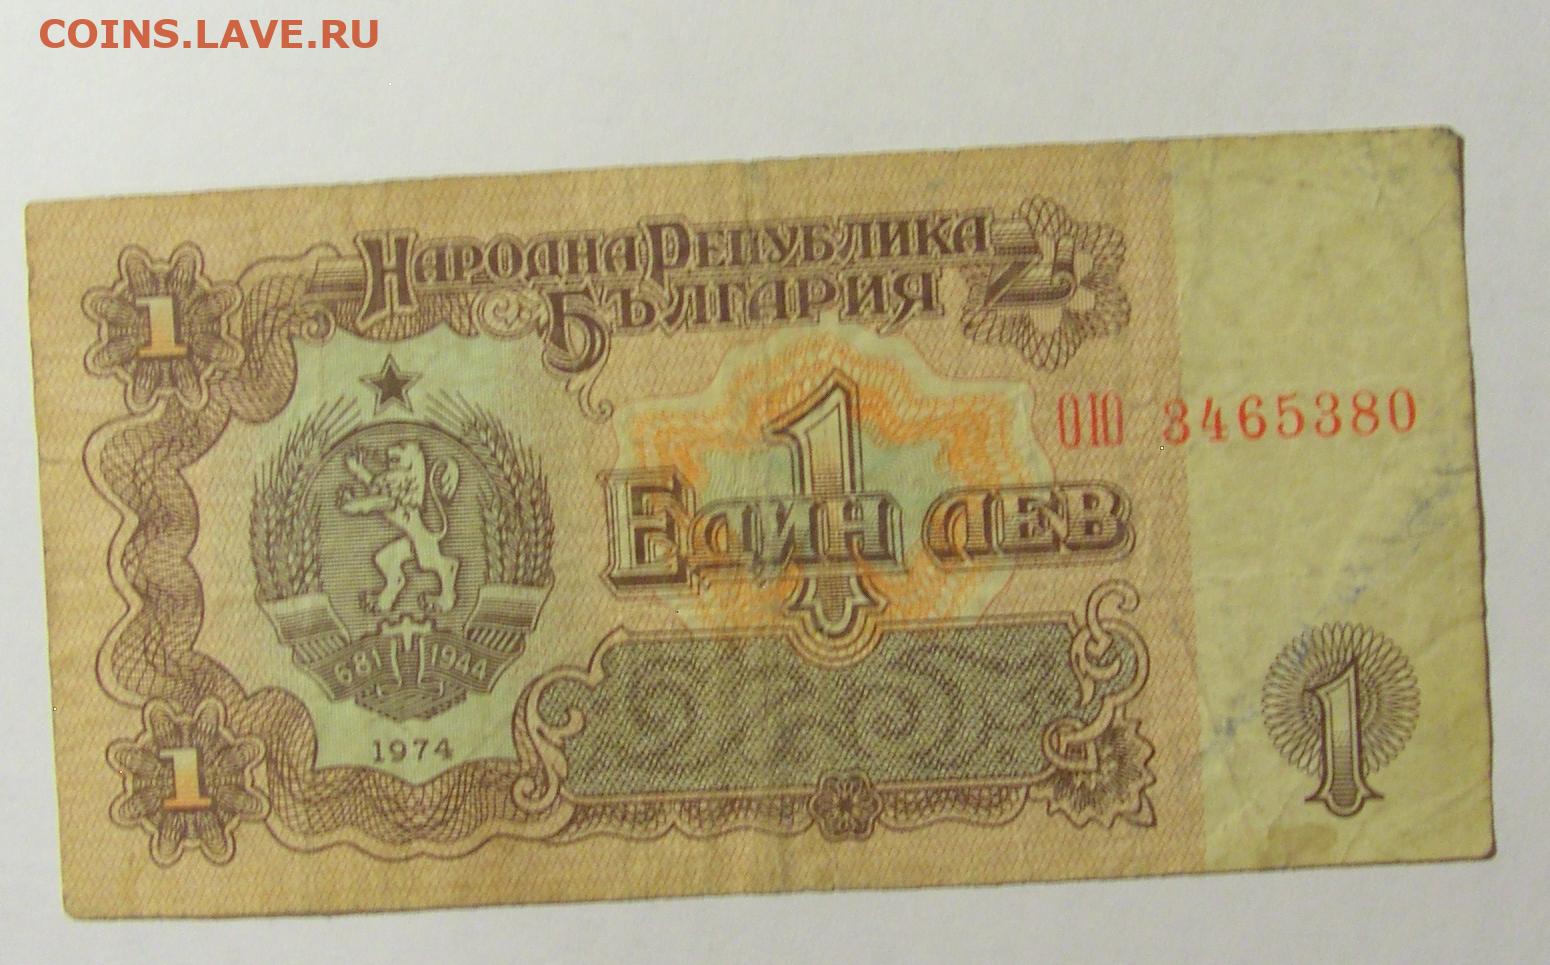 COINS.LAVE.RU
1
НАРОДНА РЕПУБЛИКА
БЪЛГАРИЯ
1
ОЮ 3465380
ЕДИН ЛЕВ
681 1944
1974
1
1